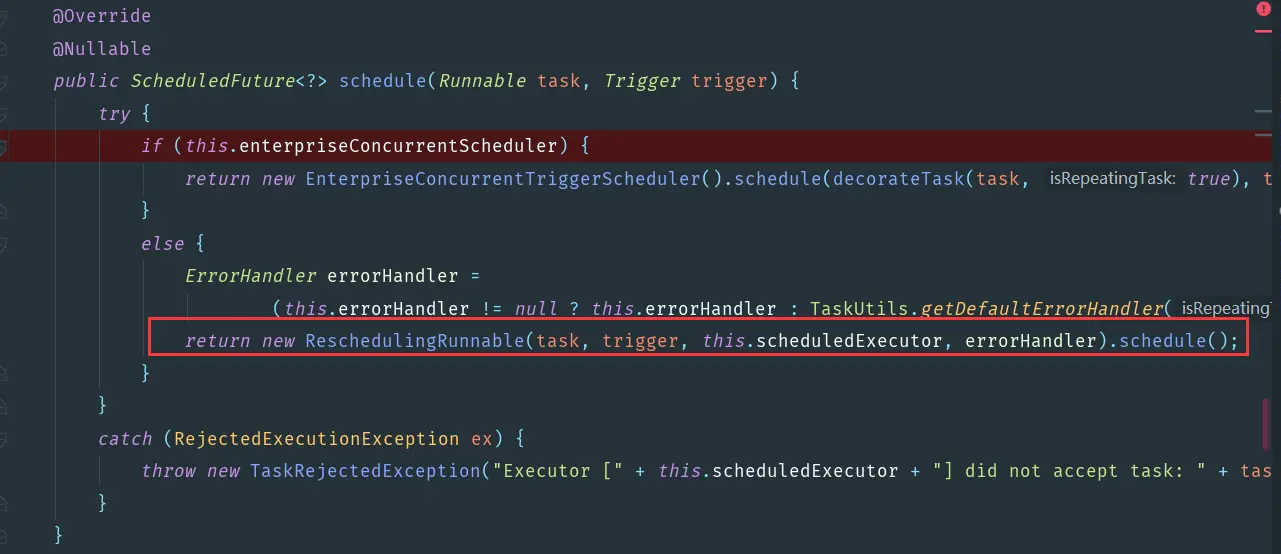 @Override
@Nullable
public ScheduledFuture<?> schedule(Runnable task, Trigger trigger) {
try {
if (this.enterpriseConcurrentScheduler) {
return new EnterpriseConcurrentTriggerScheduler().schedule(decorateTask(task, isRepeatingTask: true), t
}
else {
ErrorHandler errorHandler =
(this.errorHandler != null ? this.errorHandler : TaskUtils.getDefaultErrorHandler( isRepeatingT
return new ReschedulingRunnable(task, trigger, this.scheduledExecutor, errorHandler).schedule();
}
}
catch (RejectedExecutionException ex) {
throw new TaskRejectedException("Executor [" + this.scheduledExecutor + "] did not accept task: " + tas
}
}